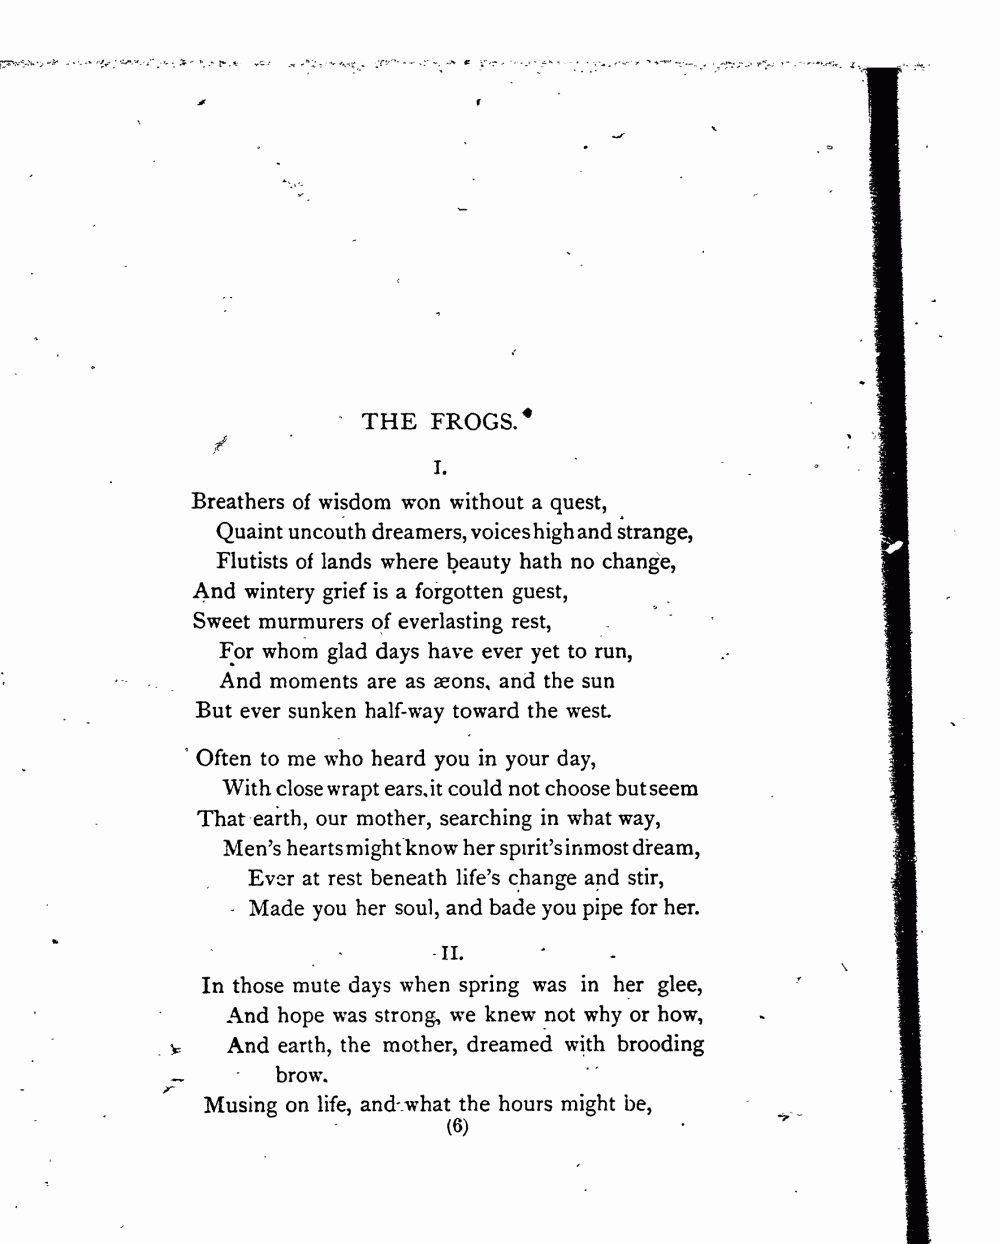 THE FROGS.
I.
Breathers of wisdom won without a quest,
Quaint uncouth dreamers, voices high and strange,
Flutists of lands where beauty hath no change,
And wintery grief is a forgotten guest,
Sweet murmurers of everlasting rest,
For whom glad days have ever yet to run,
And moments are as æons, and the sun
But ever sunken half-way toward the west.
Often to me who heard you in your day,
With close wrapt ears, it could not choose but seem
That earth, our mother, searching in what way,
Men's hearts might know her spirit's inmost dream,
Ever at rest beneath life's change and stir,
Made you her soul, and bade you pipe for her.
II.
In those mute days when spring was in her glee,
And hope was strong, we knew not why or how,
And earth, the mother, dreamed with brooding
brow.
Musing on life, and what the hours might be,
(6)